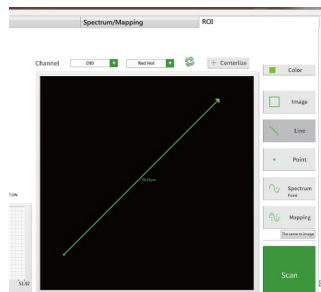 Spectrum/Mapping
ROI
Channel
Red Hot
Centerlize
Color
Image
Line
Point
Spectrum
Point
Mapping
The same to Image
Scan